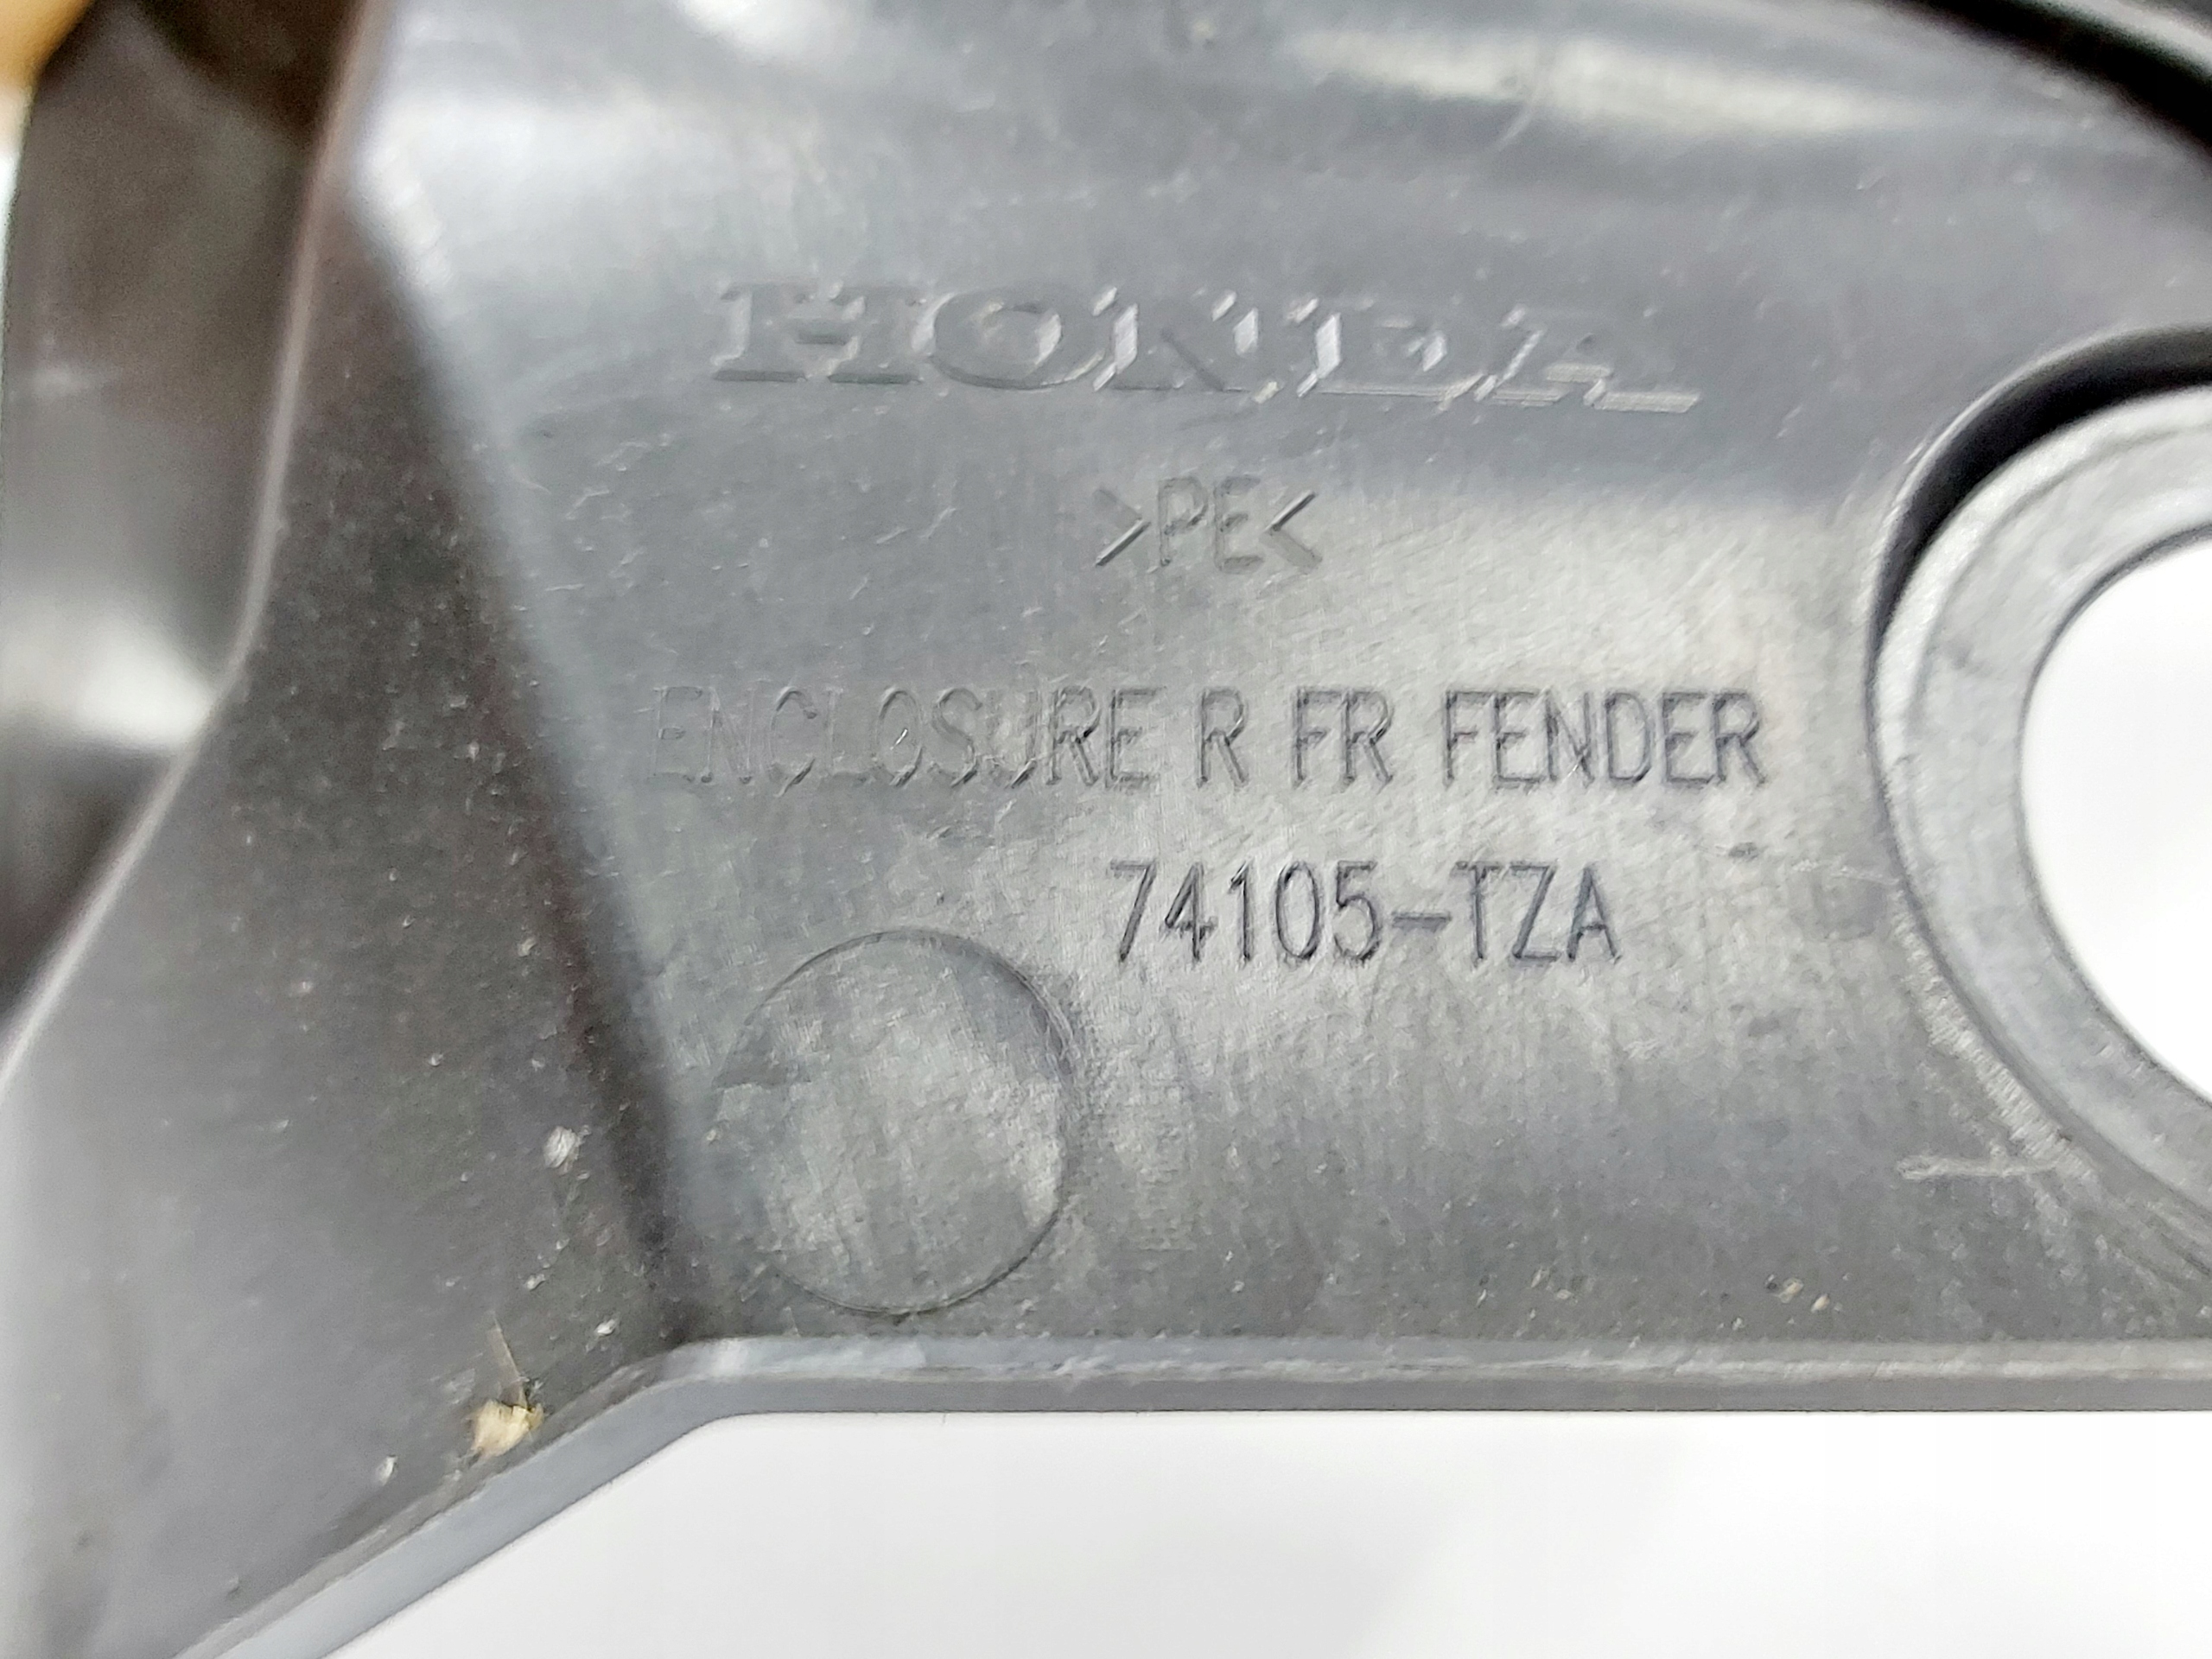 HONDA
>PE<
ENCLOSURE R FR FENDER
74105-TZA